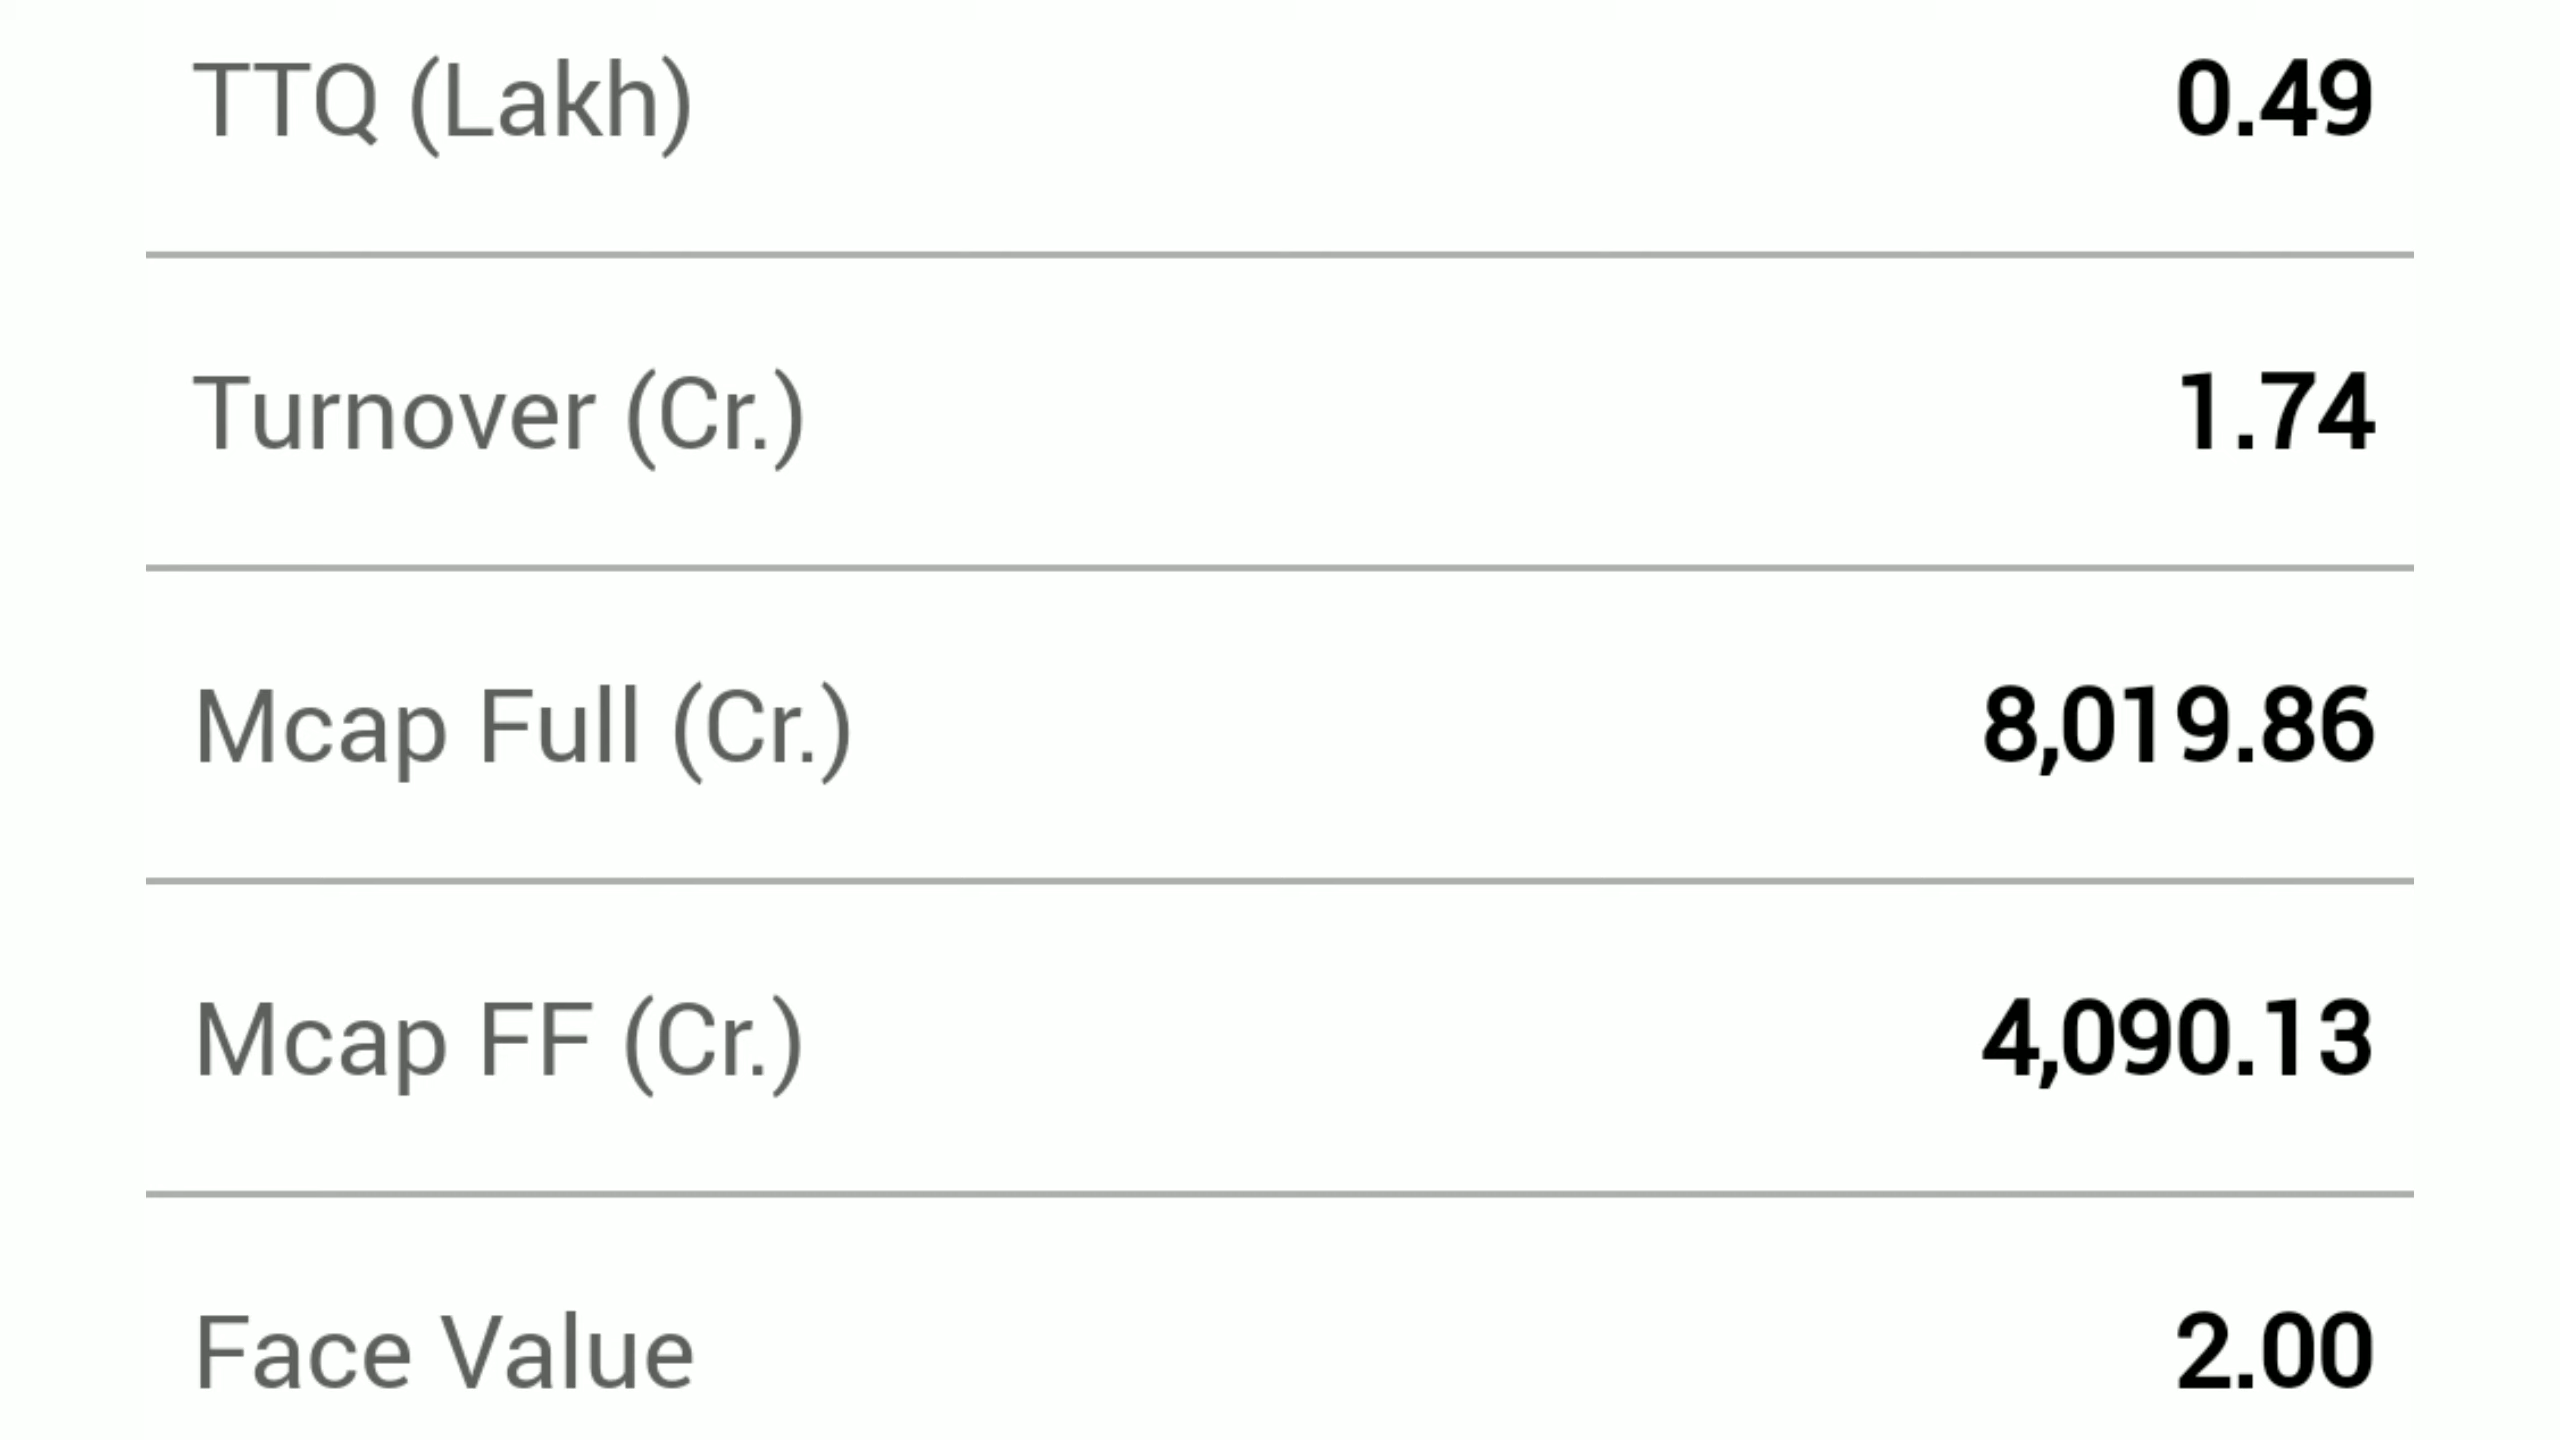 TTQ (Lakh) 0.49
Turnover (Cr.) 1.74
Mcap Full (Cr.) 8,019.86
Mcap FF (Cr.) 4,090.13
Face Value 2.00